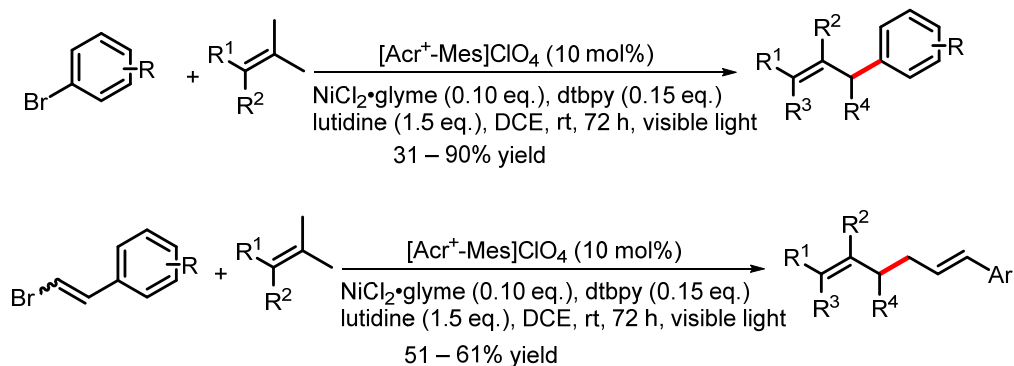 R¹
R²
R
Br
+
R¹
R²
[Acr⁺-Mes]ClO₄ (10 mol%)
NiCl₂•glyme (0.10 eq.), dtbpy (0.15 eq.)
lutidine (1.5 eq.), DCE, rt, 72 h, visible light
31 – 90% yield
R³
R⁴
R
R¹
R²
R
Br
+
R¹
R²
[Acr⁺-Mes]ClO₄ (10 mol%)
NiCl₂•glyme (0.10 eq.), dtbpy (0.15 eq.)
lutidine (1.5 eq.), DCE, rt, 72 h, visible light
51 – 61% yield
R³
R⁴
Ar